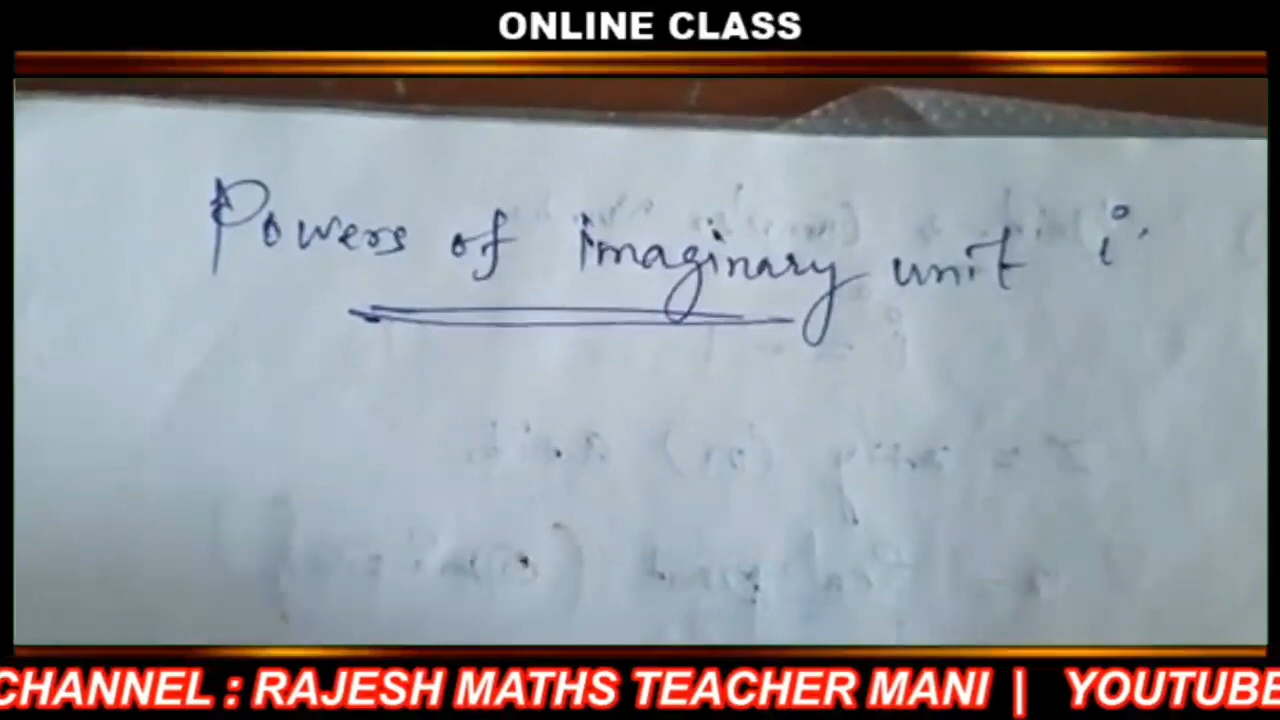 ONLINE CLASS
Powers of imaginary unit i.
CHANNEL : RAJESH MATHS TEACHER MANI | YOUTUBE